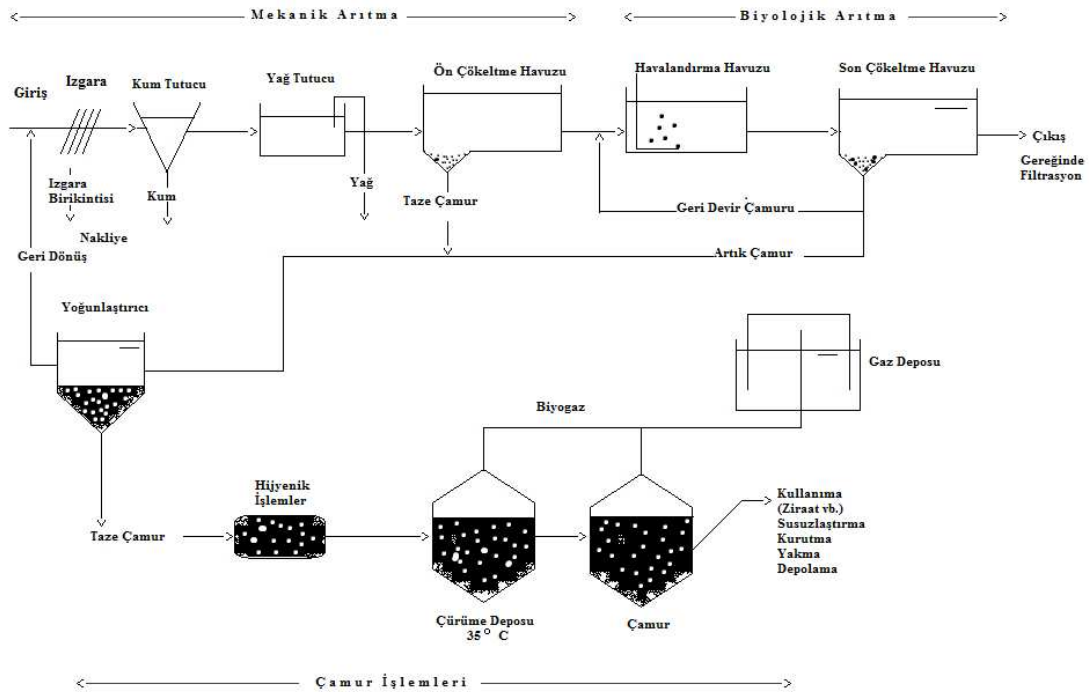 Mekanik Arıtma
Biyolojik Arıtma
Giriş
Izgara
Kum Tutucu
Yağ Tutucu
Ön Çökeltme Havuzu
Havalandırma Havuzu
Son Çökeltme Havuzu
Çıkış
Gereğinde
Filtrasyon
Izgara
Birikintisi
Kum
Yağ
Taze Çamur
Geri Devir Çamuru
Nakliye
Geri Dönüş
Artık Çamur
Yoğunlaştırıcı
Gaz Deposu
Biyogaz
Hijyenik
İşlemler
Taze Çamur
Kullanıma
(Ziraat vb.)
Susuzlaştırma
Kurutma
Yakma
Depolama
Çürüme Deposu
35° C
Çamur
Çamur İşlemleri